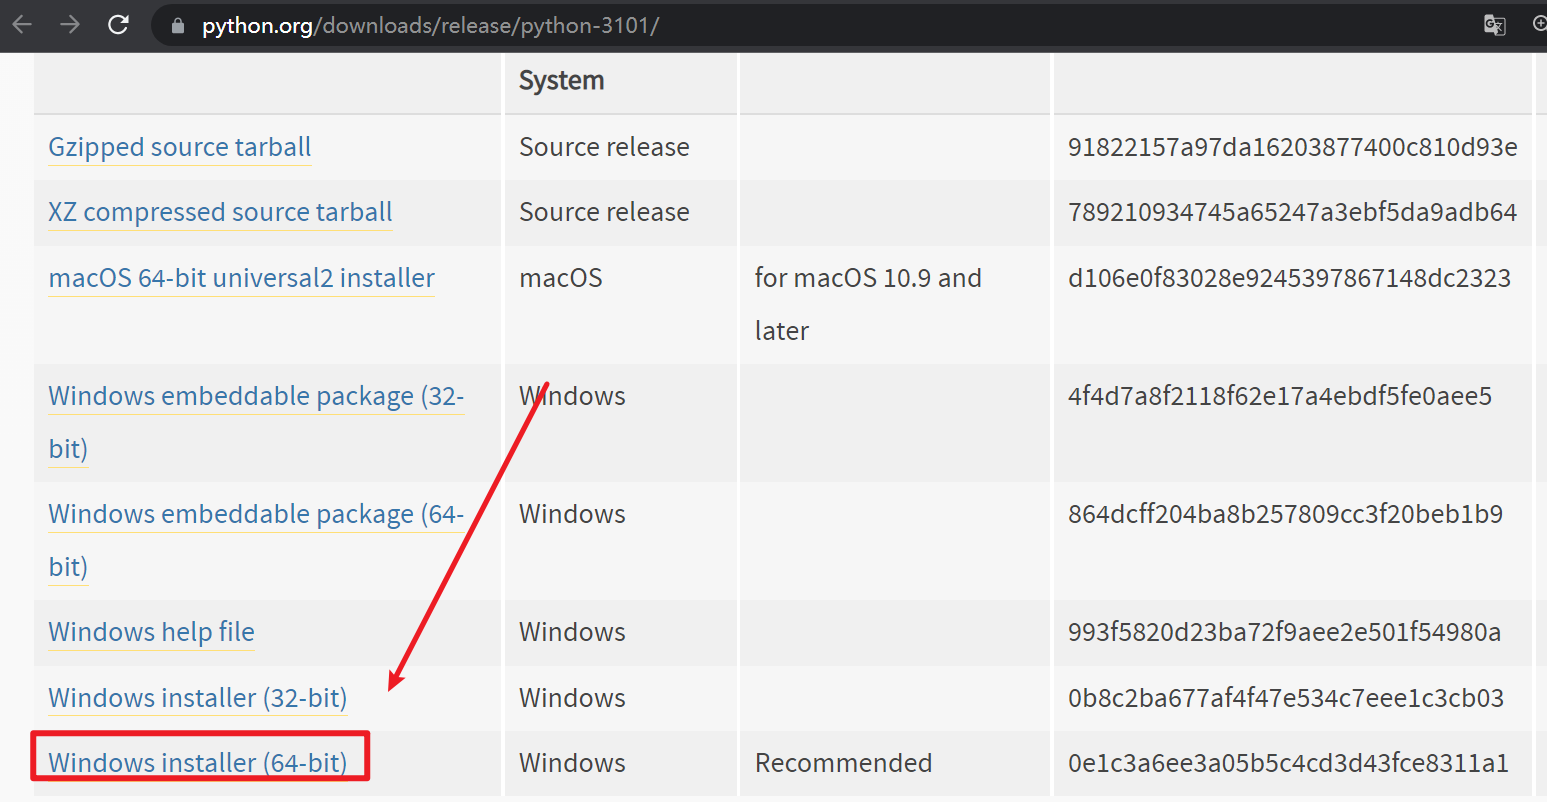 python.org/downloads/release/python-3101/
System
Gzipped source tarball Source release 91822157a97da16203877400c810d93e
XZ compressed source tarball Source release 789210934745a65247a3ebf5da9adb64
macOS 64-bit universal2 installer macOS for macOS 10.9 and d106e0f83028e9245397867148dc2323
later
Windows embeddable package (32- Windows 4f4d7a8f2118f62e17a4ebdf5fe0aee5
bit)
Windows embeddable package (64- Windows 864dcff204ba8b257809cc3f20beb1b9
bit)
Windows help file Windows 993f5820d23ba72f9aee2e501f54980a
Windows installer (32-bit) Windows 0b8c2ba677af4f47e534c7eee1c3cb03
Windows installer (64-bit) Windows Recommended 0e1c3a6ee3a05b5c4cd3d43fce8311a1